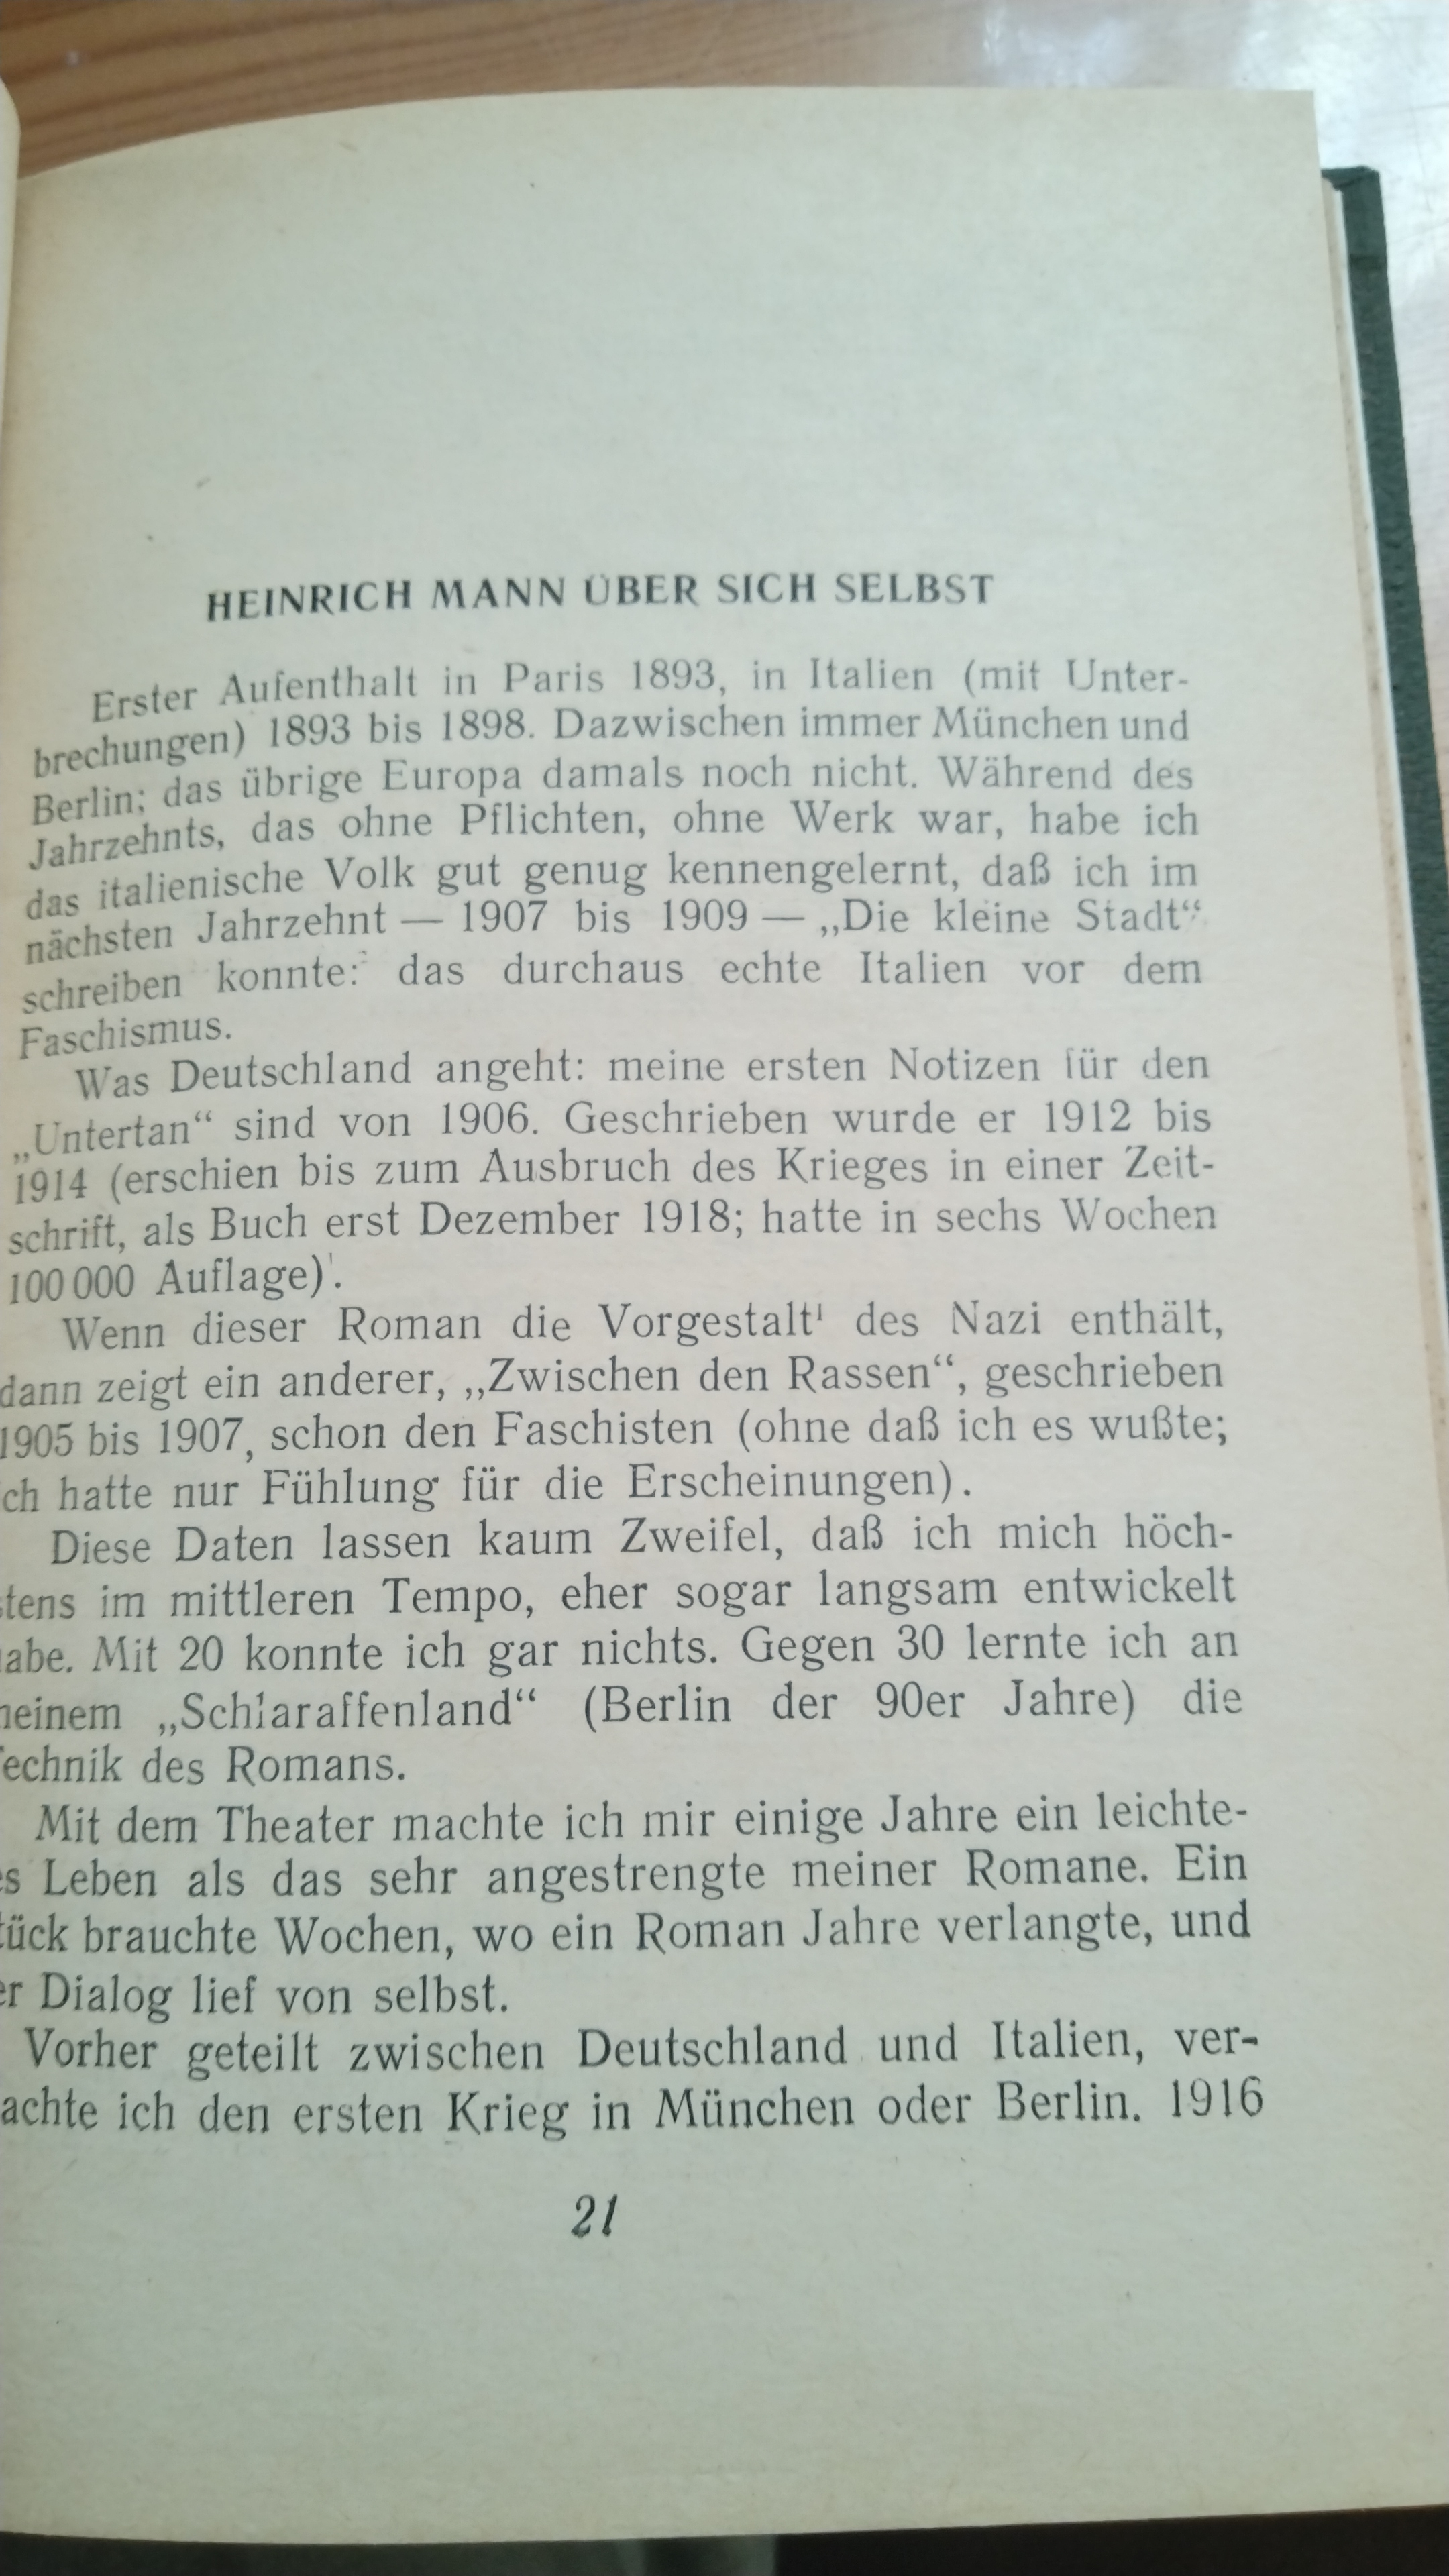 HEINRICH MANN ÜBER SICH SELBST
Erster Aufenthalt in Paris 1893, in Italien (mit Unter-
brechungen) 1893 bis 1898. Dazwischen immer München und
Berlin; das übrige Europa damals noch nicht. Während des
Jahrzehnts, das ohne Pflichten, ohne Werk war, habe ich
das italienische Volk gut genug kennengelernt, daß ich im
nächsten Jahrzehnt — 1907 bis 1909 — „Die kleine Stadt“
schreiben konnte: das durchaus echte Italien vor dem
Faschismus.
Was Deutschland angeht: meine ersten Notizen für den
„Untertan“ sind von 1906. Geschrieben wurde er 1912 bis
1914 (erschien bis zum Ausbruch des Krieges in einer Zeit-
schrift, als Buch erst Dezember 1918; hatte in sechs Wochen
100 000 Auflage).
Wenn dieser Roman die Vorgestalt¹ des Nazi enthält,
dann zeigt ein anderer, „Zwischen den Rassen“, geschrieben
1905 bis 1907, schon den Faschisten (ohne daß ich es wußte;
ch hatte nur Fühlung für die Erscheinungen).
Diese Daten lassen kaum Zweifel, daß ich mich höch-
tens im mittleren Tempo, eher sogar langsam entwickelt
abe. Mit 20 konnte ich gar nichts. Gegen 30 lernte ich an
einem „Schlaraffenland“ (Berlin der 90er Jahre) die
echnik des Romans.
Mit dem Theater machte ich mir einige Jahre ein leichte-
s Leben als das sehr angestrengte meiner Romane. Ein
ück brauchte Wochen, wo ein Roman Jahre verlangte, und
er Dialog lief von selbst.
Vorher geteilt zwischen Deutschland und Italien, ver-
achte ich den ersten Krieg in München oder Berlin. 1916
21